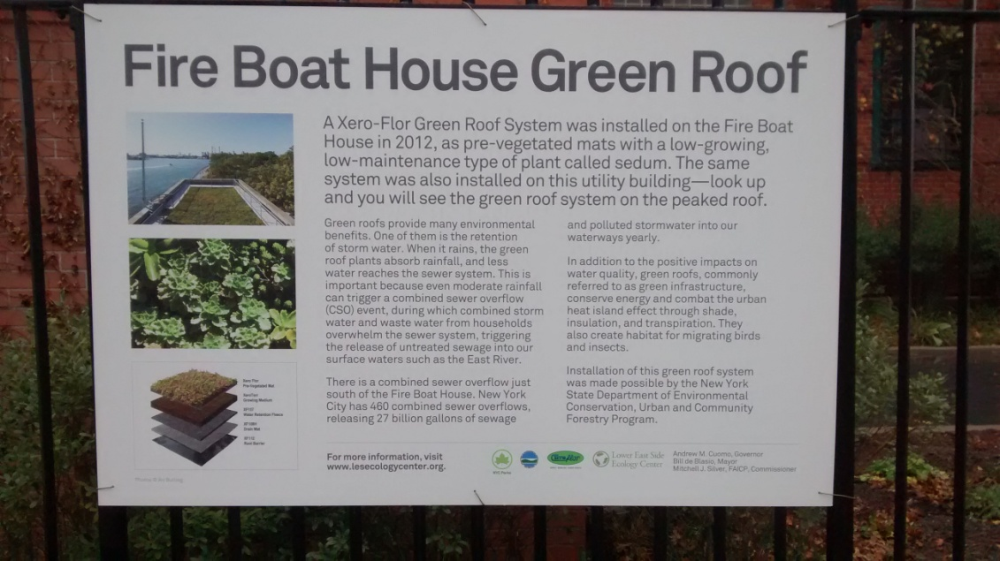 Fire Boat House Green Roof
A Xero-Flor Green Roof System was installed on the Fire Boat
House in 2012, as pre-vegetated mats with a low-growing,
low-maintenance type of plant called sedum. The same
system was also installed on this utility building—look up
and you will see the green roof system on the peaked roof.
Green roofs provide many environmental
benefits. One of them is the retention
of storm water. When it rains, the green
roof plants absorb rainfall, and less
water reaches the sewer system. This is
important because even moderate rainfall
can trigger a combined sewer overflow
(CSO) event, during which combined storm
water and waste water from households
overwhelm the sewer system, triggering
the release of untreated sewage into our
surface waters such as the East River.
There is a combined sewer overflow just
south of the Fire Boat House. New York
City has 460 combined sewer overflows,
releasing 27 billion gallons of sewage
and polluted stormwater into our
waterways yearly.
In addition to the positive impacts on
water quality, green roofs, commonly
referred to as green infrastructure,
conserve energy and combat the urban
heat island effect through shade,
insulation, and transpiration. They
also create habitat for migrating birds
and insects.
Installation of this green roof system
was made possible by the New York
State Department of Environmental
Conservation, Urban and Community
Forestry Program.
Xero Flor
Pre-Vegetated Mat
Growing Medium
Water Retention Fleece
Drain Mat
Root Barrier
For more information, visit
www.lesecologycenter.org.
NYC Parks
Lower East Side
Ecology Center
Andrew M. Cuomo, Governor
Bill de Blasio, Mayor
Mitchell J. Silver, FAICP, Commissioner